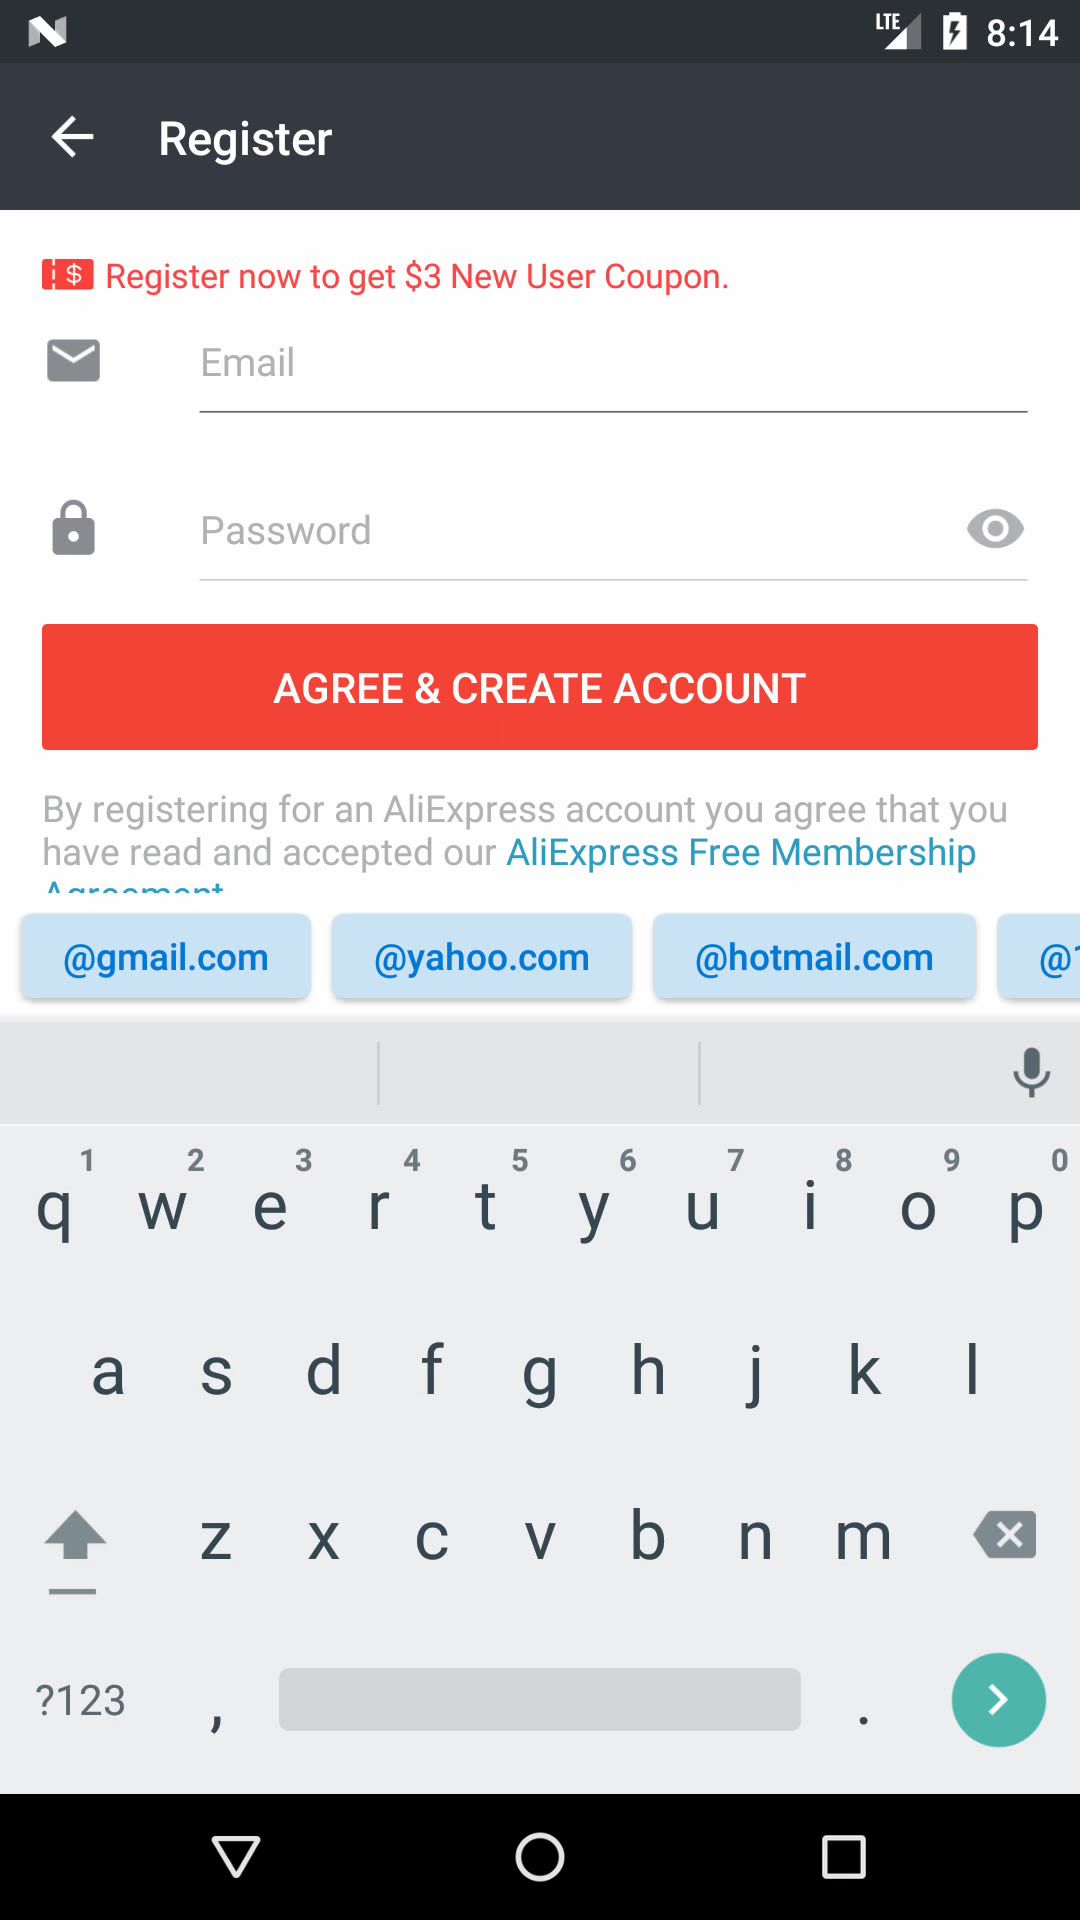 LTE 8:14
Register
Register now to get $3 New User Coupon.
Email
Password
AGREE & CREATE ACCOUNT
By registering for an AliExpress account you agree that you
have read and accepted our AliExpress Free Membership
Agreement
@gmail.com @yahoo.com @hotmail.com @1
1 2 3 4 5 6 7 8 9 0
q w e r t y u i o p
a s d f g h j k l
z x c v b n m
?123 , .